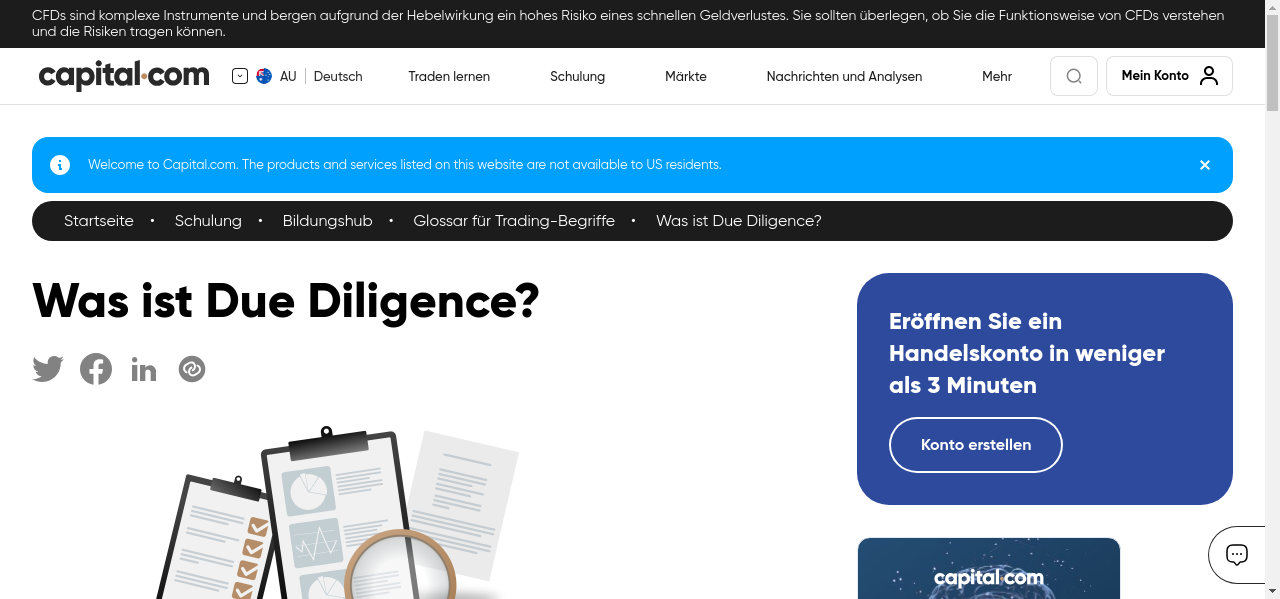 CFDs sind komplexe Instrumente und bergen aufgrund der Hebelwirkung ein hohes Risiko eines schnellen Geldverlustes. Sie sollten überlegen, ob Sie die Funktionsweise von CFDs verstehen
und die Risiken tragen können.
capital.com
AU
Deutsch
Traden lernen
Schulung
Märkte
Nachrichten und Analysen
Mehr
Mein Konto
Welcome to Capital.com. The products and services listed on this website are not available to US residents.
Startseite • Schulung • Bildungshub • Glossar für Trading-Begriffe • Was ist Due Diligence?
Was ist Due Diligence?
Eröffnen Sie ein
Handelskonto in weniger
als 3 Minuten
Konto erstellen
capital.com